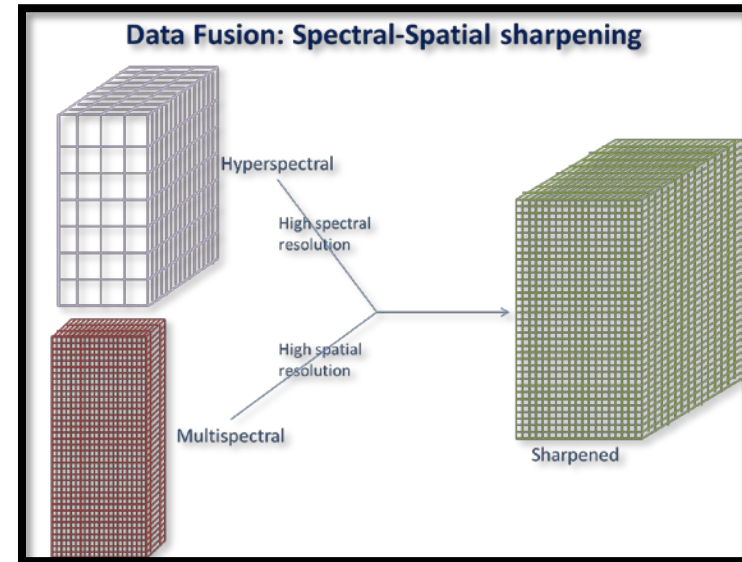 Data Fusion: Spectral-Spatial sharpening
Hyperspectral
High spectral
resolution
High spatial
resolution
Multispectral
Sharpened